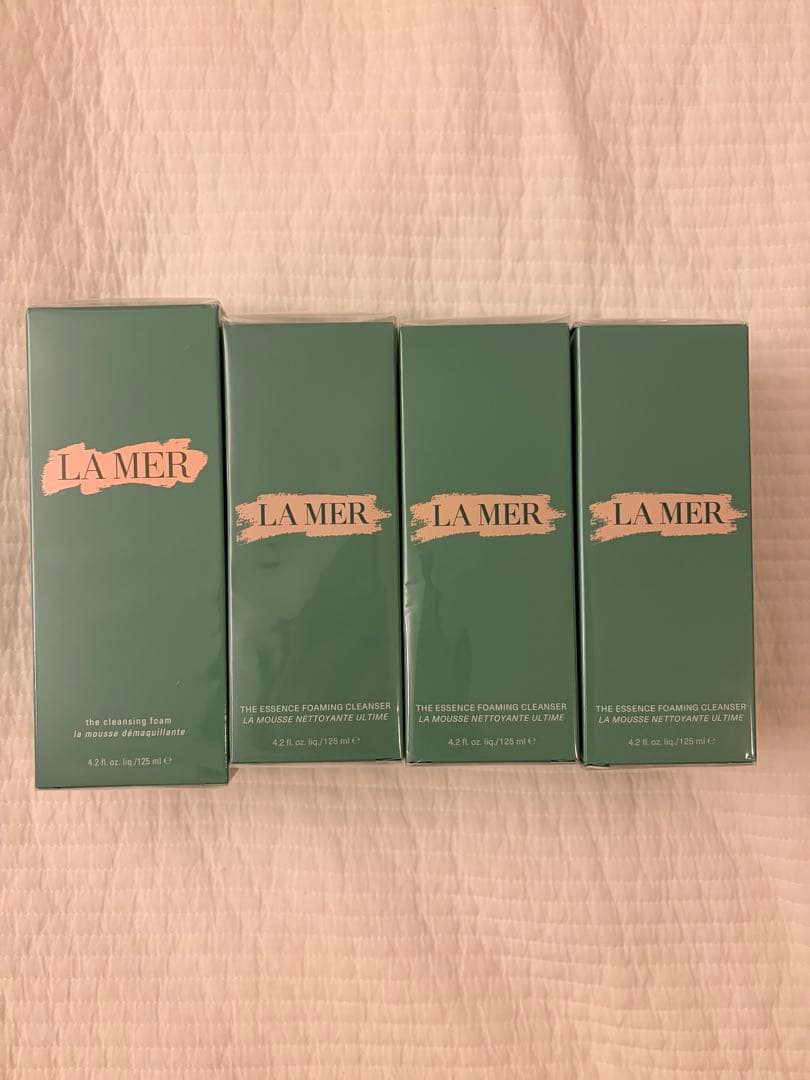 LA MER
the cleansing foam
la mousse démaquillante
4.2 fl. oz. liq./125 ml ℮
LA MER
THE ESSENCE FOAMING CLEANSER
LA MOUSSE NETTOYANTE ULTIME
4.2 fl. oz. liq./125 ml ℮
LA MER
THE ESSENCE FOAMING CLEANSER
LA MOUSSE NETTOYANTE ULTIME
4.2 fl. oz. liq./125 ml ℮
LA MER
THE ESSENCE FOAMING CLEANSER
LA MOUSSE NETTOYANTE ULTIME
4.2 fl. oz. liq./125 ml ℮